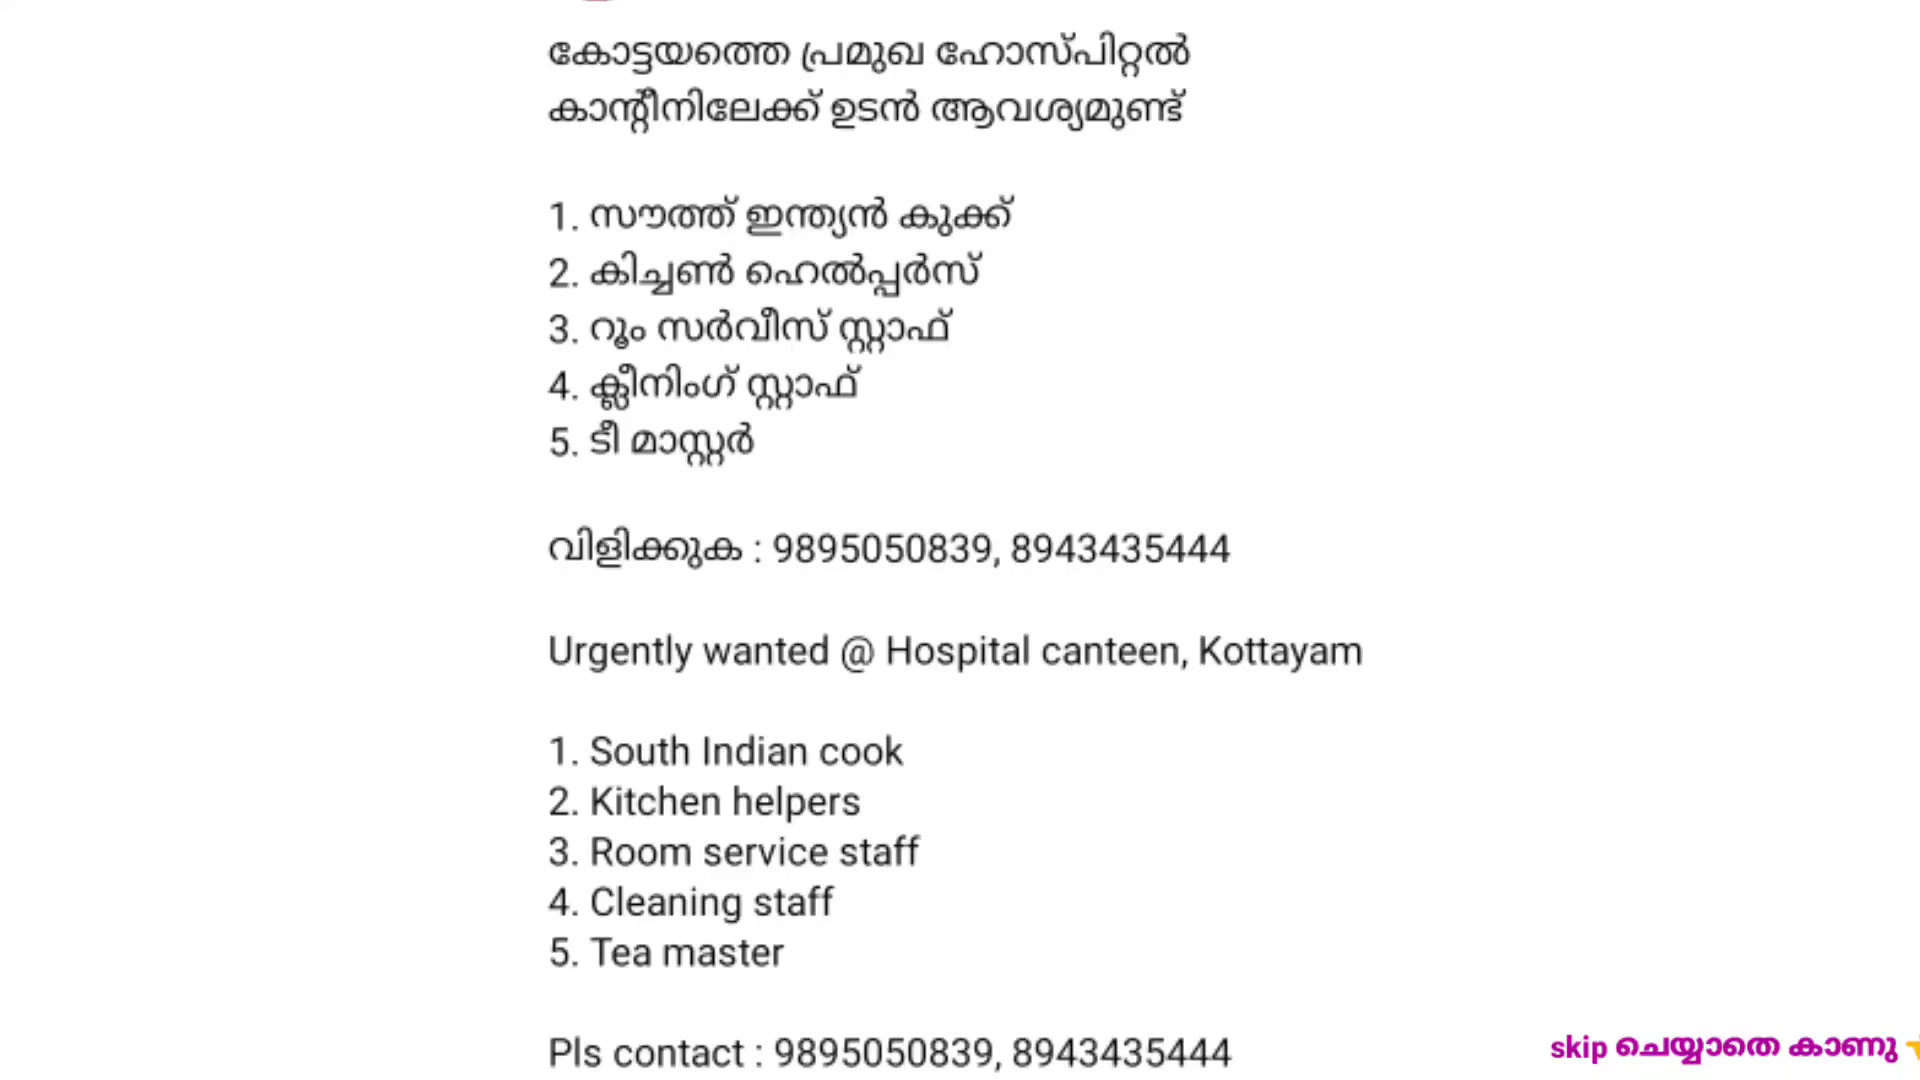 കോട്ടയത്തെ പ്രമുഖ ഹോസ്പിറ്റൽ
കാന്റീനിലേക്ക് ഉടൻ ആവശ്യമുണ്ട്
1. സൗത്ത് ഇന്ത്യൻ കുക്ക്
2. കിച്ചൺ ഹെൽപ്പർസ്
3. റൂം സർവീസ് സ്റ്റാഫ്
4. ക്ലീനിംഗ് സ്റ്റാഫ്
5. ടീ മാസ്റ്റർ
വിളിക്കുക : 9895050839, 8943435444
Urgently wanted @ Hospital canteen, Kottayam
1. South Indian cook
2. Kitchen helpers
3. Room service staff
4. Cleaning staff
5. Tea master
Pls contact : 9895050839, 8943435444
skip ചെയ്യാതെ കാണു